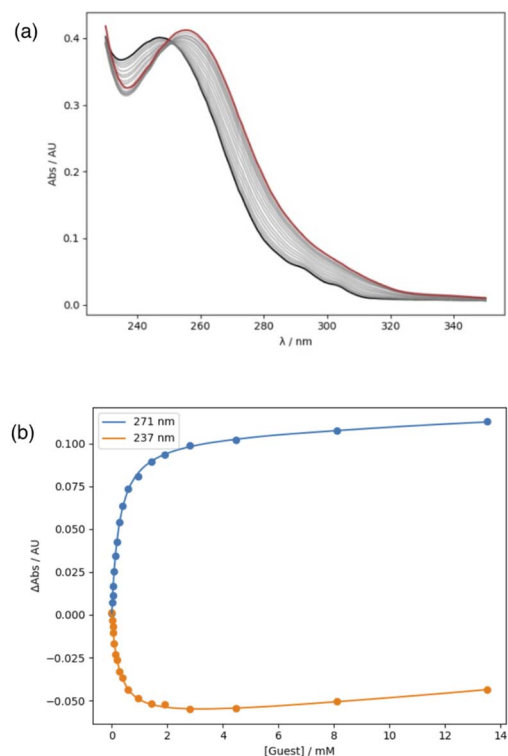 (a)
0.4
0.3
0.2
0.1
0.0
Abs / AU
240 260 280 300 320 340
λ / nm
(b)
271 nm
237 nm
0.100
0.075
0.050
0.025
0.000
−0.025
−0.050
ΔAbs / AU
0 2 4 6 8 10 12 14
[Guest] / mM